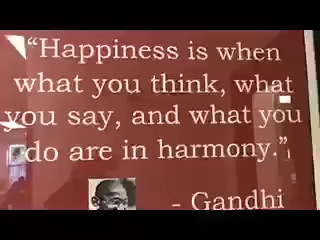 “Happiness is when
what you think, what
you say, and what you
do are in harmony.”
- Gandhi